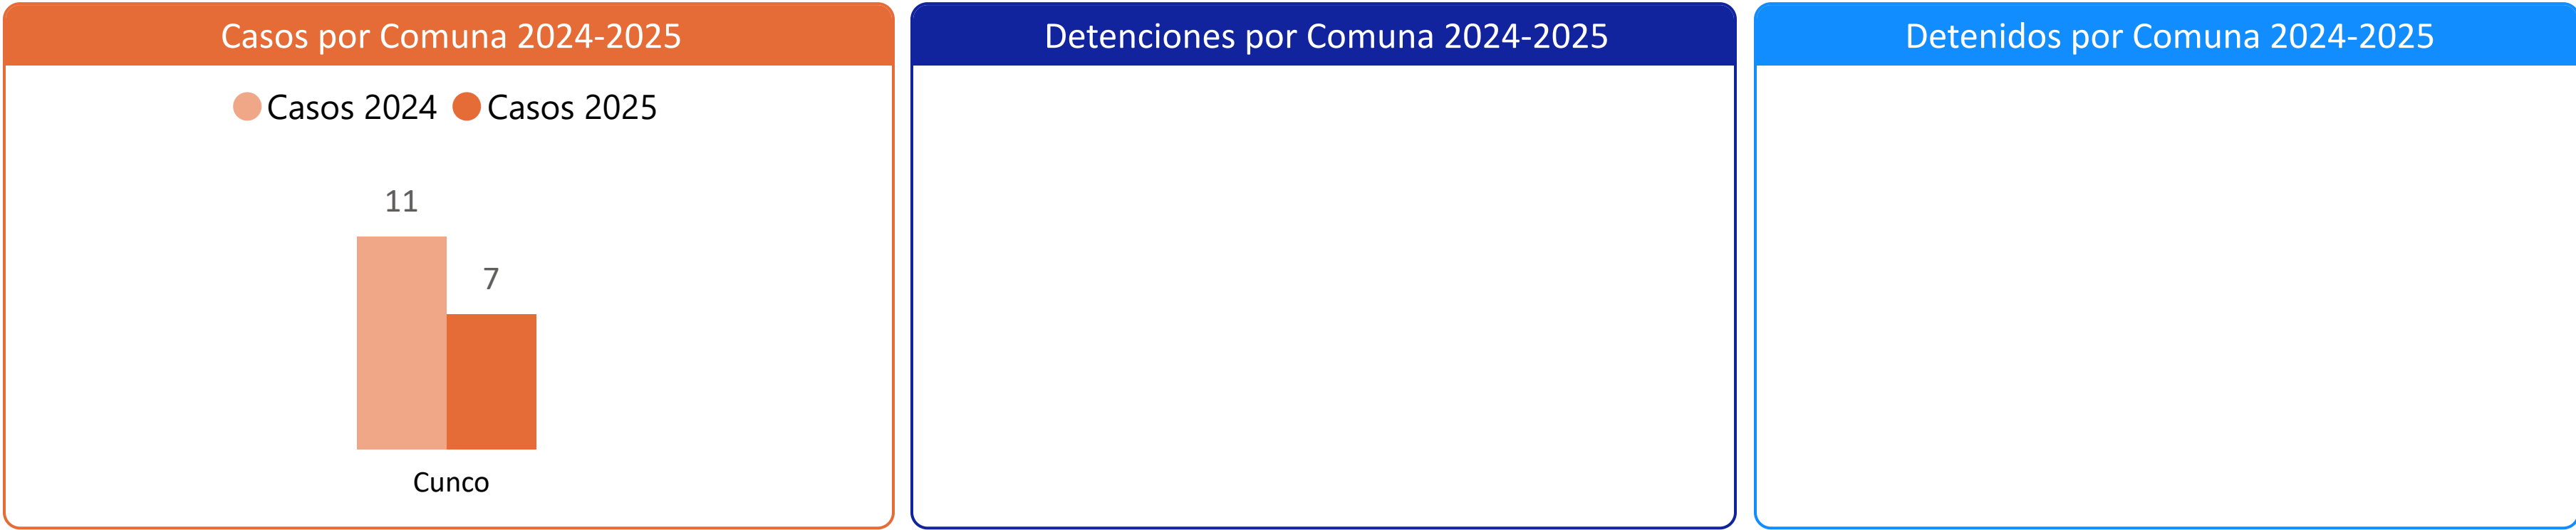 Casos por Comuna 2024-2025
Casos 2024 Casos 2025
11
7
Cunco
Detenciones por Comuna 2024-2025
Detenidos por Comuna 2024-2025